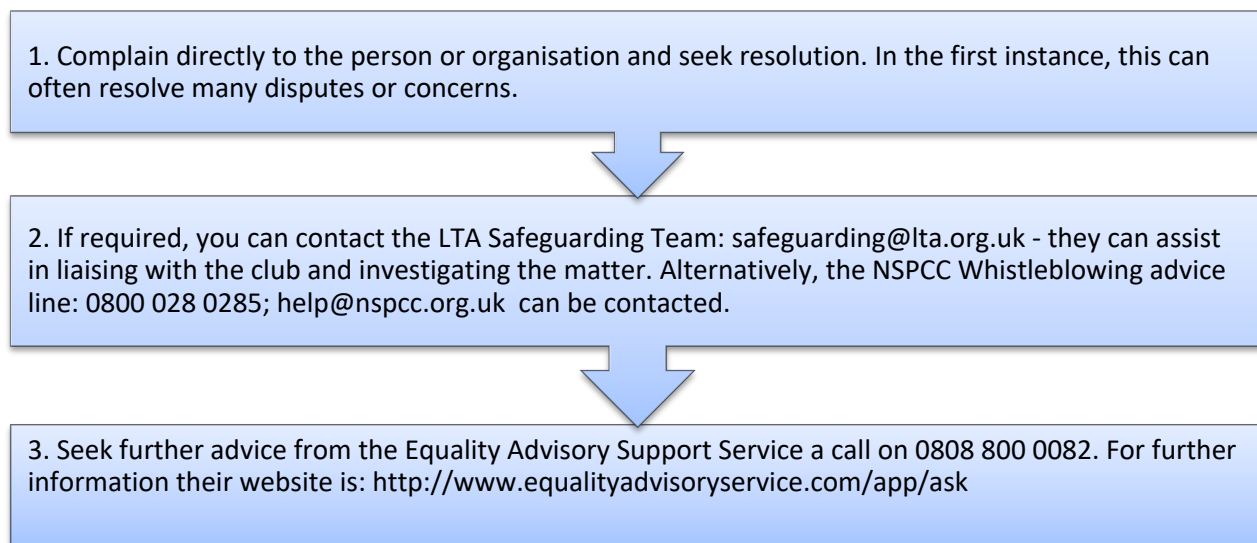 1. Complain directly to the person or organisation and seek resolution. In the first instance, this can
often resolve many disputes or concerns.
2. If required, you can contact the LTA Safeguarding Team: safeguarding@lta.org.uk - they can assist
in liaising with the club and investigating the matter. Alternatively, the NSPCC Whistleblowing advice
line: 0800 028 0285; help@nspcc.org.uk  can be contacted.
3. Seek further advice from the Equality Advisory Support Service a call on 0808 800 0082. For further
information their website is: http://www.equalityadvisoryservice.com/app/ask